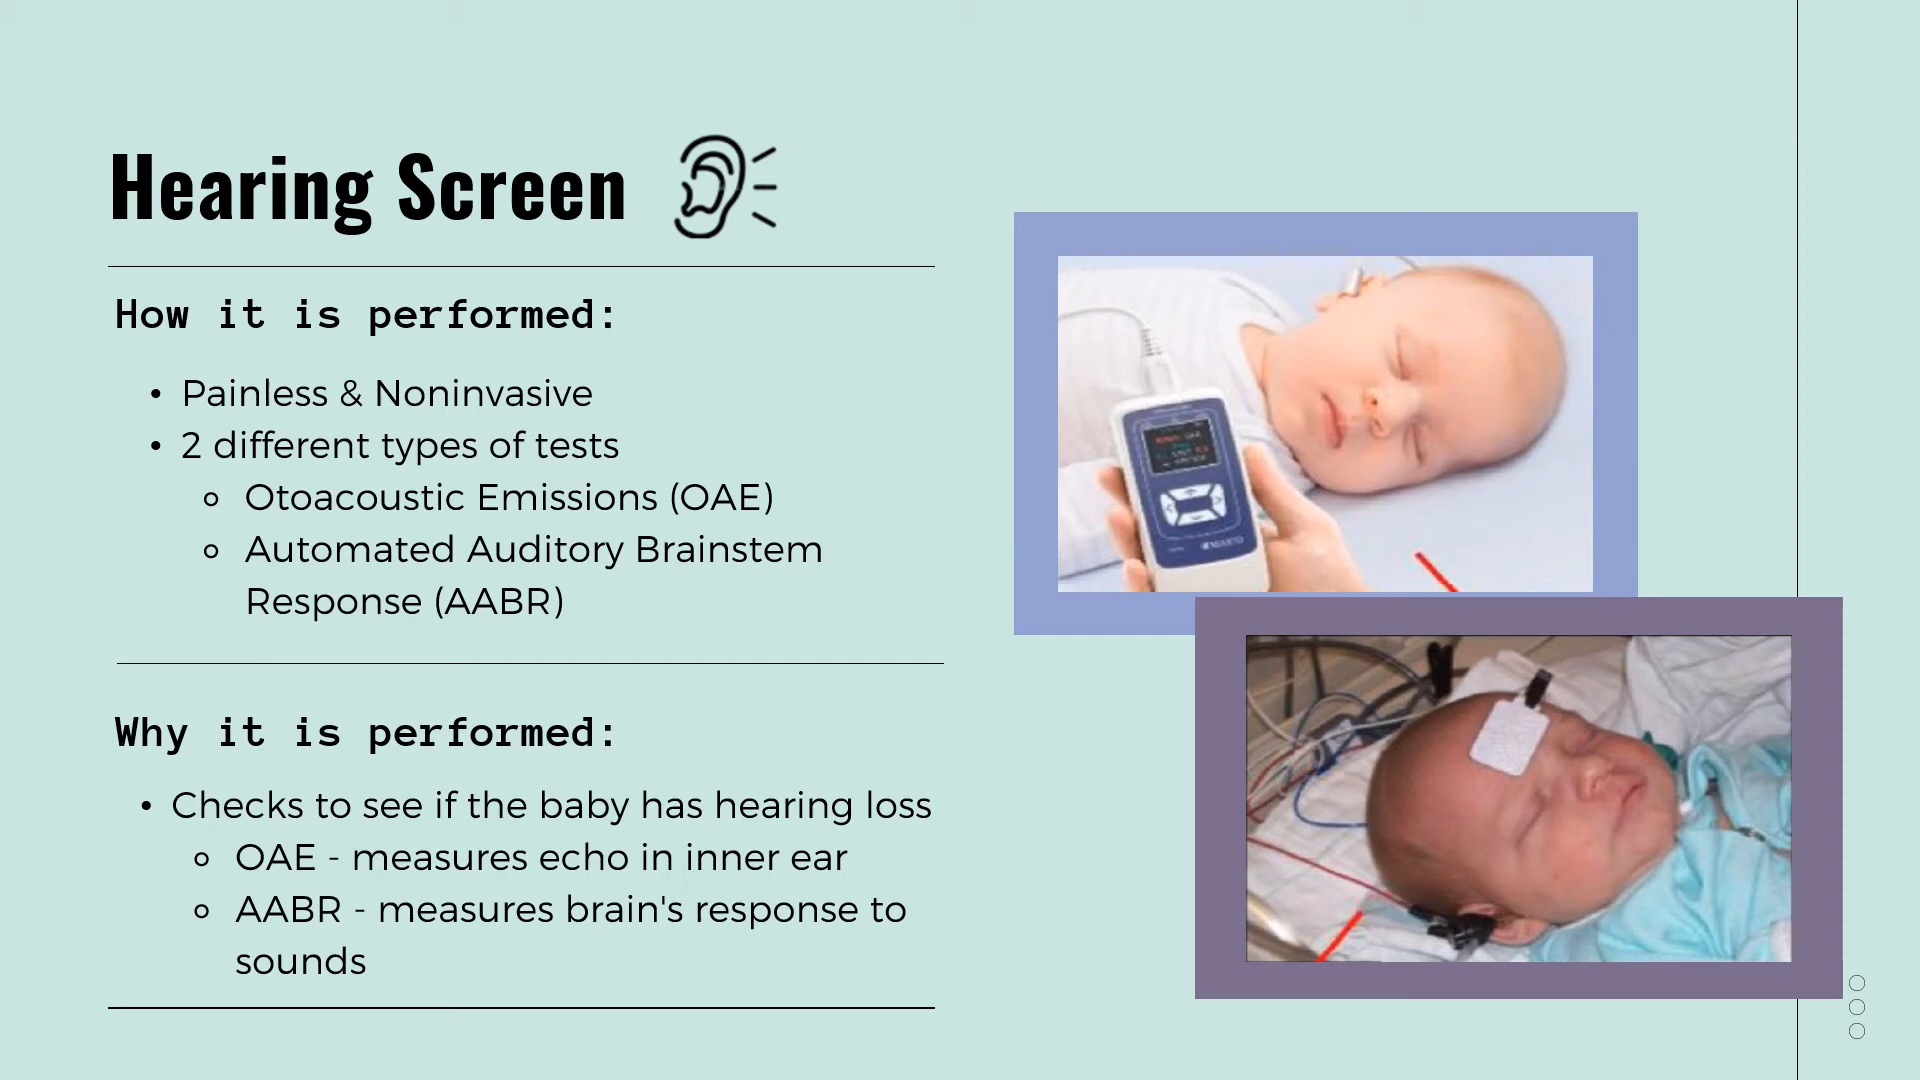 Hearing Screen
How it is performed:
• Painless & Noninvasive
• 2 different types of tests
Otoacoustic Emissions (OAE)
Automated Auditory Brainstem
Response (AABR)
Why it is performed:
• Checks to see if the baby has hearing loss
OAE - measures echo in inner ear
AABR - measures brain's response to
sounds